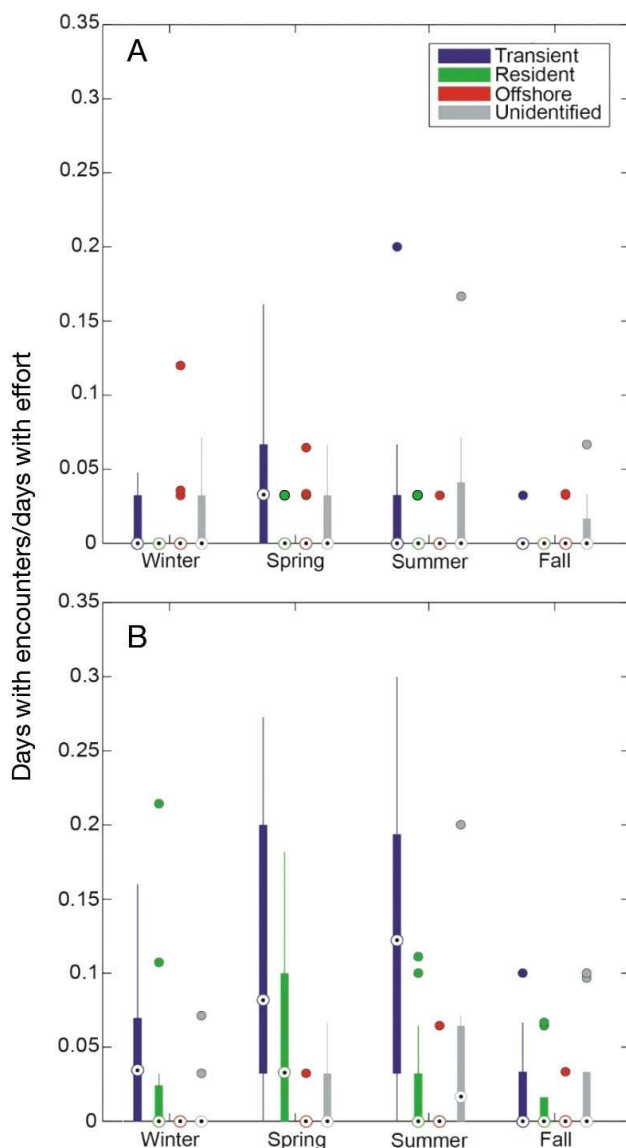 Days with encounters/days with effort
A
0.35
0.3
0.25
0.2
0.15
0.1
0.05
0
Transient
Resident
Offshore
Unidentified
Winter Spring Summer Fall
B
0.35
0.3
0.25
0.2
0.15
0.1
0.05
0
Winter Spring Summer Fall